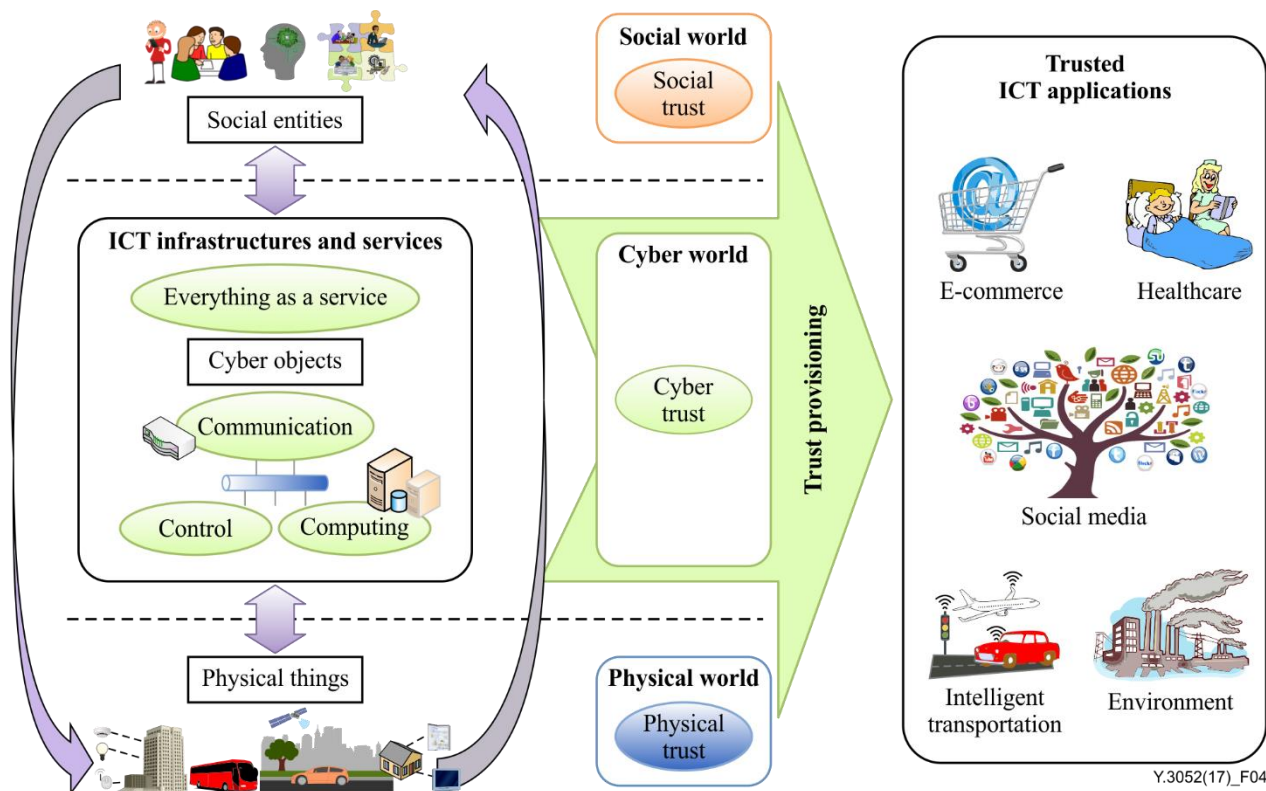 Social entities
ICT infrastructures and services
Everything as a service
Cyber objects
Communication
Control
Computing
Physical things
Social world
Social
trust
Cyber world
Cyber
trust
Physical world
Physical
trust
Trust provisioning
Trusted
ICT applications
E-commerce
Healthcare
Social media
Intelligent
transportation
Environment
Y.3052(17)_F04